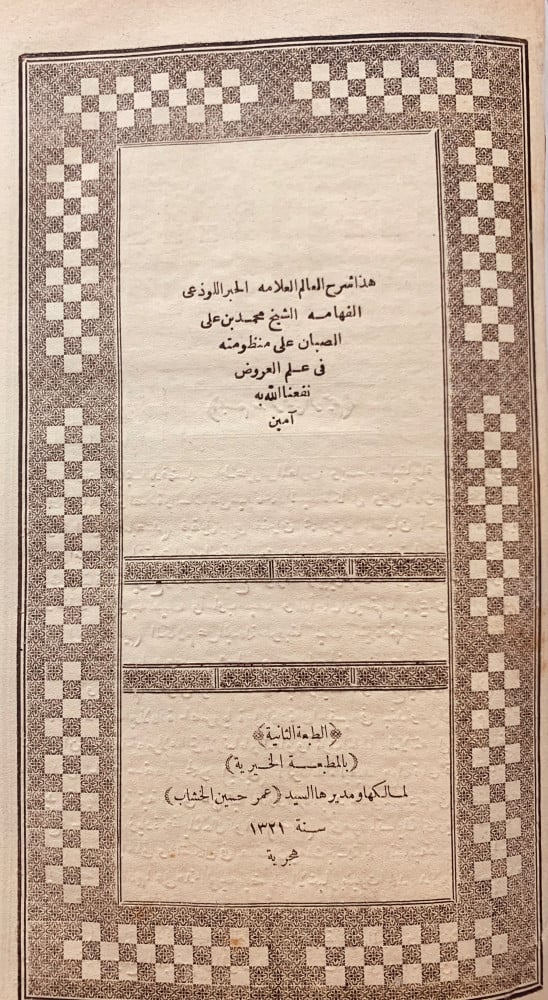 هذا شرح العالم العلامه الحبر اللوذعى
الفهامه الشيخ محمد بن على
الصبان على منظومته
فى علم العروض
نفعنا الله به
آمين
﴿الطبعة الثانية﴾
(بالمطبعة الخيرية)
لمالكها ومديرها السيد (عمر حسين الخشاب)
سنة ١٣٢١
هجرية